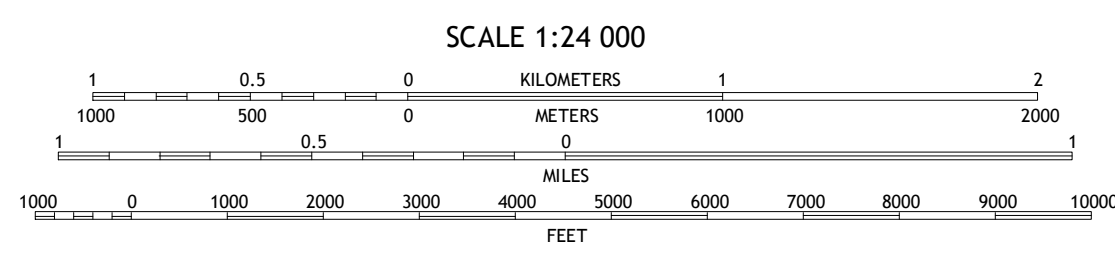 SCALE 1:24 000
1 0.5 0 KILOMETERS 1 2
1000 500 0 METERS 1000 2000
1 0.5 0 1
MILES
1000 0 1000 2000 3000 4000 5000 6000 7000 8000 9000 10000
FEET